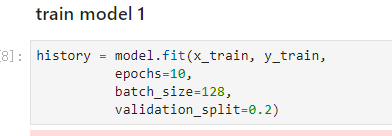 train model 1
[8]: history = model.fit(x_train, y_train,
epochs=10,
batch_size=128,
validation_split=0.2)